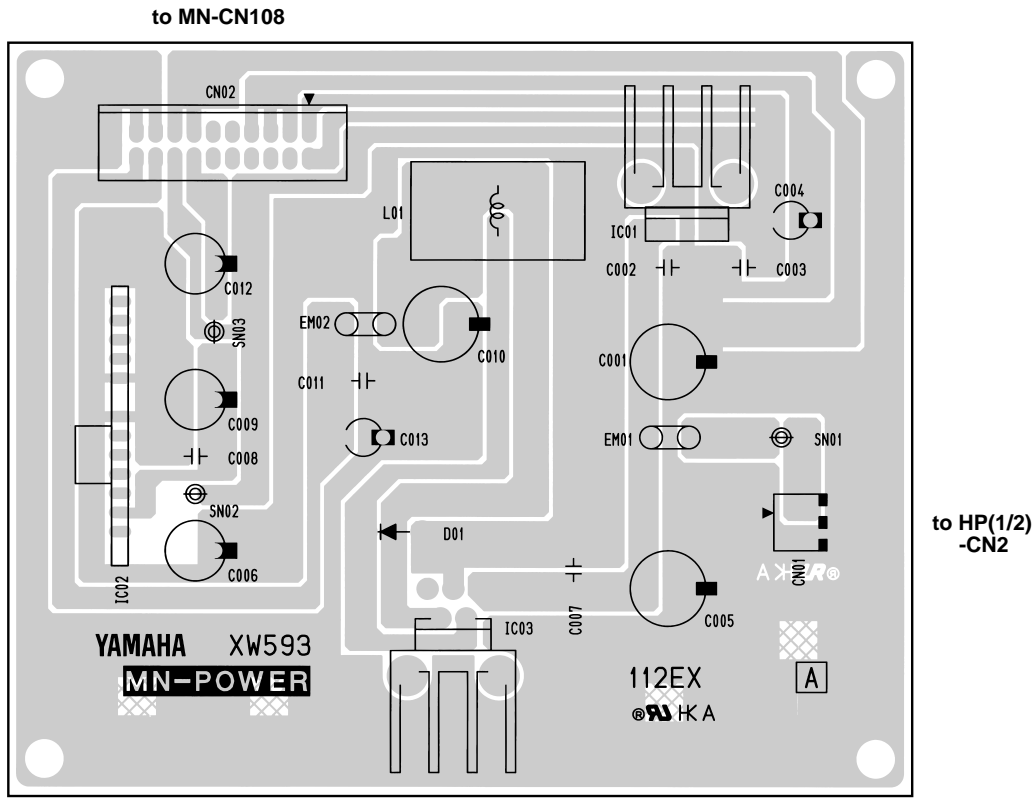 to MN-CN108
CN02
C004
L01
IC01
C002
C003
C012
EM02
SN03
C010
C001
C011
C009
C013
EM01
SN01
C008
SN02
D01
to HP(1/2)
-CN2
C006
IC02
C007
CN01
C005
IC03
YAMAHA XW593
MN-POWER
112EX
A
® KA